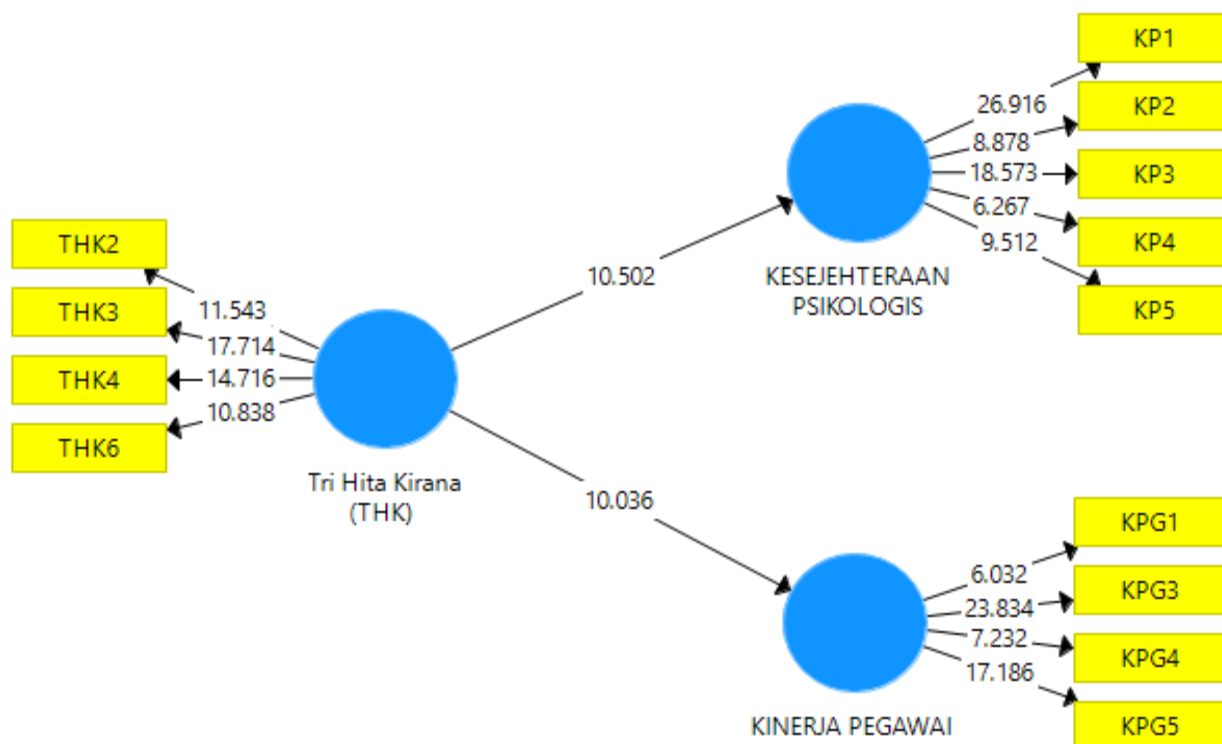 THK2
THK3
THK4
THK6
11.543
17.714
14.716
10.838
Tri Hita Kirana
(THK)
10.502
10.036
KESEJEHTERAAN
PSIKOLOGIS
26.916
8.878
18.573
6.267
9.512
KP1
KP2
KP3
KP4
KP5
KINERJA PEGAWAI
6.032
23.834
7.232
17.186
KPG1
KPG3
KPG4
KPG5